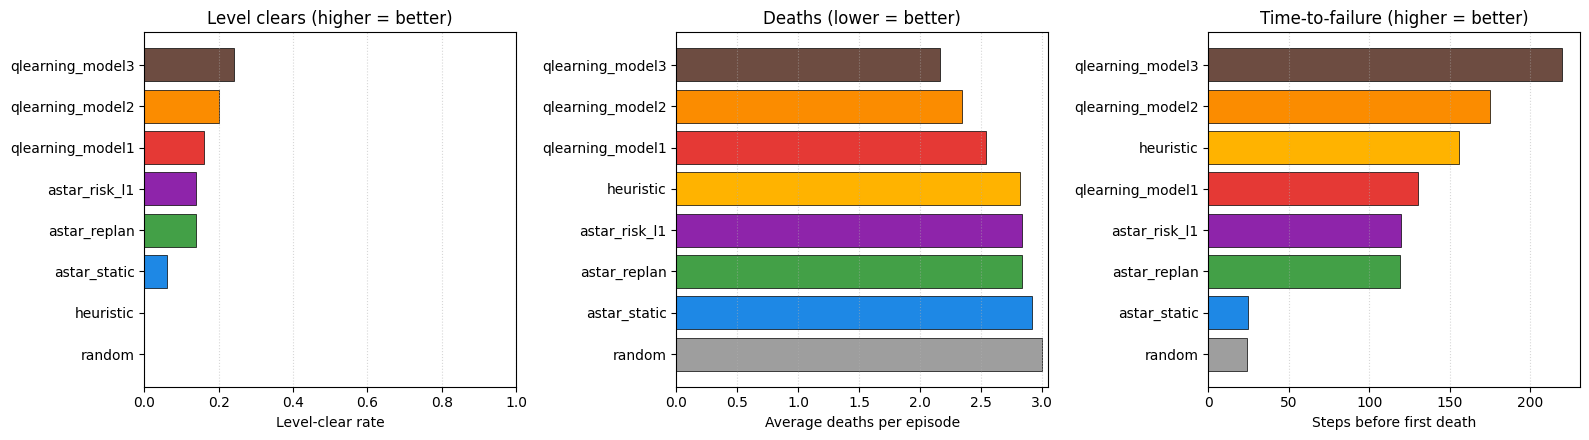 Level clears (higher = better)
qlearning_model3
qlearning_model2
qlearning_model1
astar_risk_l1
astar_replan
astar_static
heuristic
random
0.0 0.2 0.4 0.6 0.8 1.0
Level-clear rate
Deaths (lower = better)
qlearning_model3
qlearning_model2
qlearning_model1
heuristic
astar_risk_l1
astar_replan
astar_static
random
0.0 0.5 1.0 1.5 2.0 2.5 3.0
Average deaths per episode
Time-to-failure (higher = better)
qlearning_model3
qlearning_model2
heuristic
qlearning_model1
astar_risk_l1
astar_replan
astar_static
random
0 50 100 150 200
Steps before first death